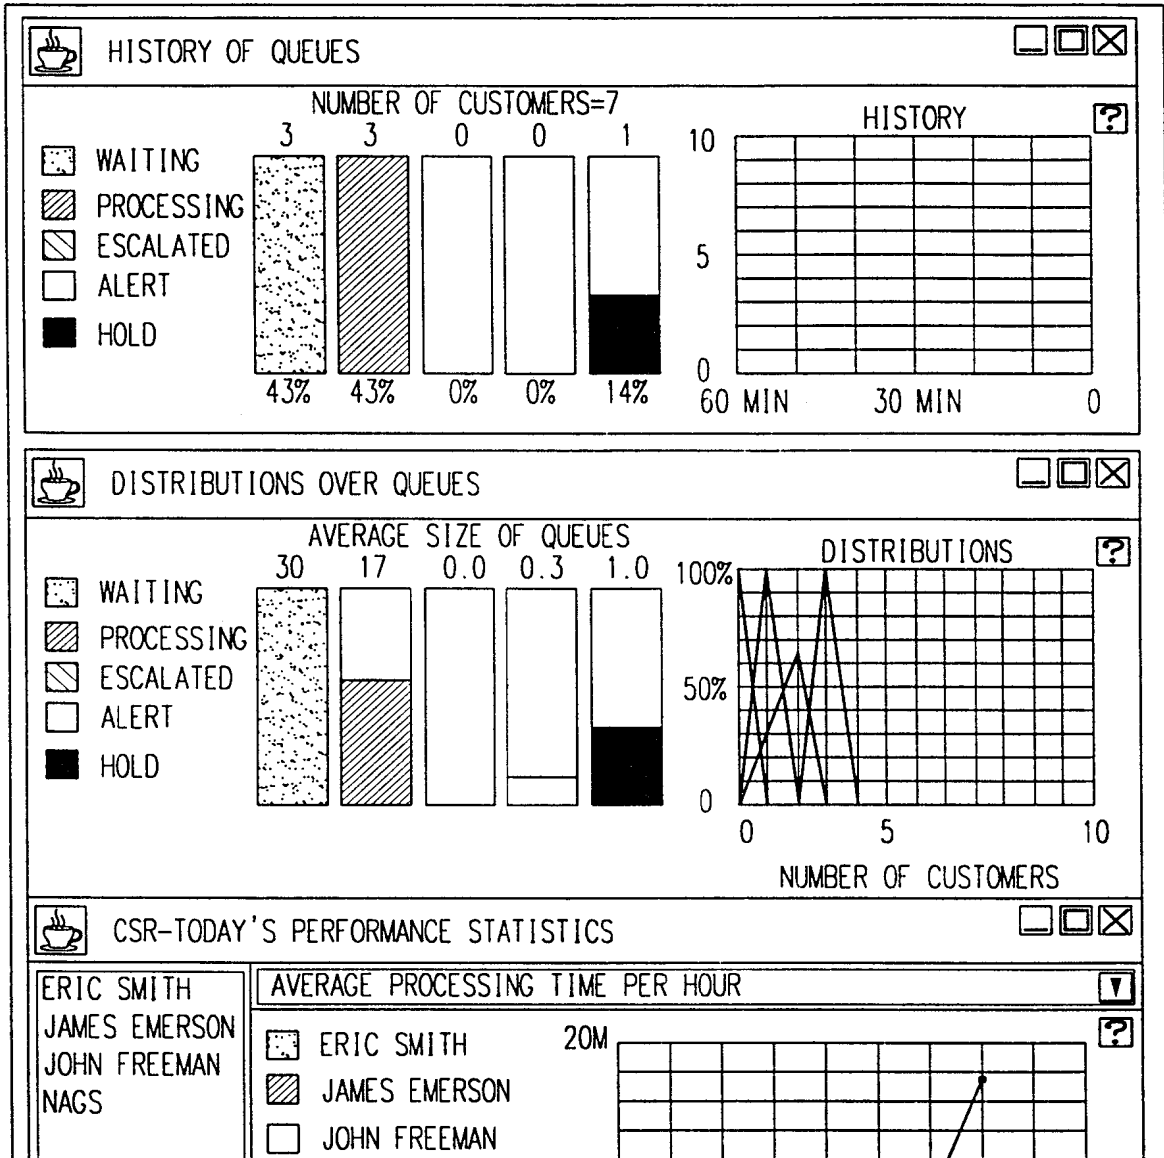 HISTORY OF QUEUES
NUMBER OF CUSTOMERS=7
3 3 0 0 1
WAITING
PROCESSING
ESCALATED
ALERT
HOLD
43% 43% 0% 0% 14%
HISTORY
?
10
5
0
60 MIN 30 MIN 0
DISTRIBUTIONS OVER QUEUES
AVERAGE SIZE OF QUEUES
30 17 0.0 0.3 1.0
WAITING
PROCESSING
ESCALATED
ALERT
HOLD
DISTRIBUTIONS
?
100%
50%
0
0 5 10
NUMBER OF CUSTOMERS
CSR-TODAY'S PERFORMANCE STATISTICS
ERIC SMITH
JAMES EMERSON
JOHN FREEMAN
NAGS
AVERAGE PROCESSING TIME PER HOUR
?
ERIC SMITH
JAMES EMERSON
JOHN FREEMAN
20M